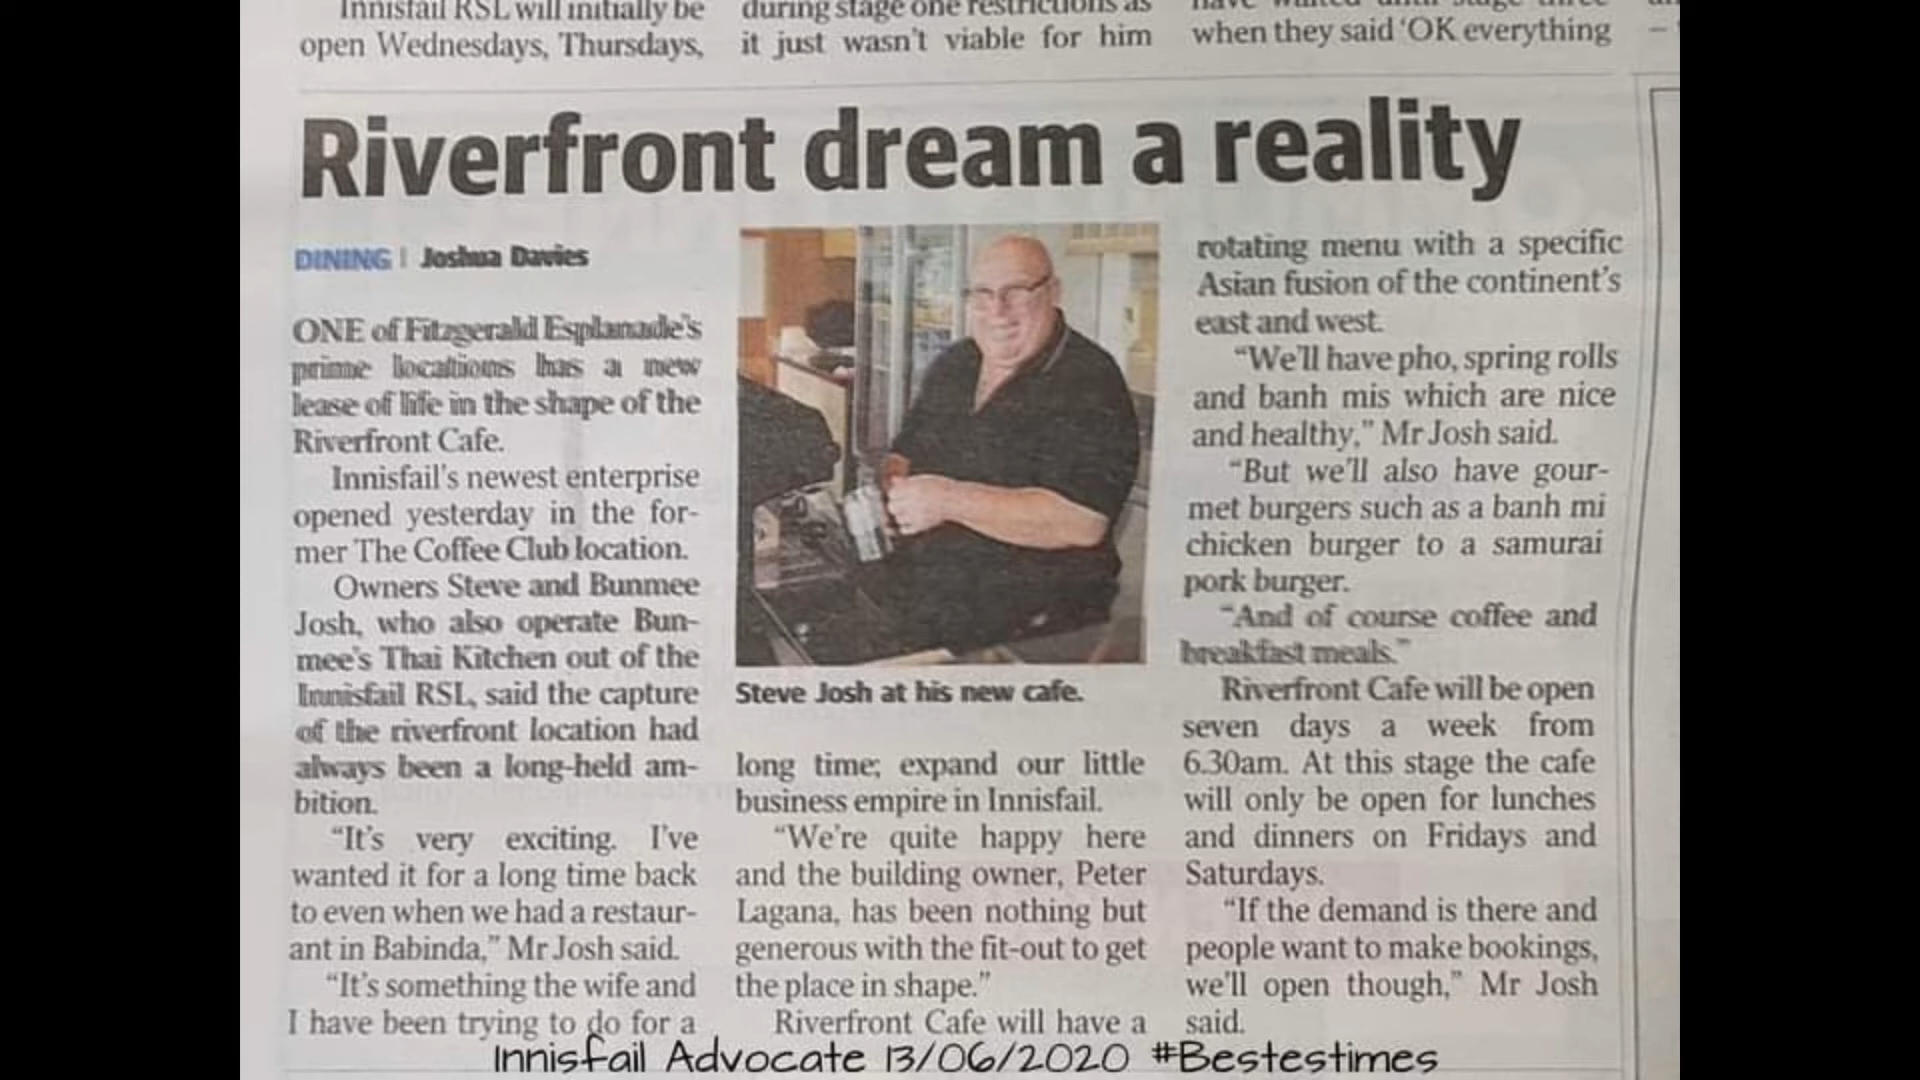 Innisfail RSL will initially be
open Wednesdays, Thursdays,
during stage one restrictions as
it just wasn't viable for him
when they said 'OK everything
Riverfront dream a reality
DINING | Joshua Davies
ONE of Fitzgerald Esplanade's
prime locations has a new
lease of life in the shape of the
Riverfront Cafe.
Innisfail's newest enterprise
opened yesterday in the for-
mer The Coffee Club location.
Owners Steve and Bunmee
Josh, who also operate Bun-
mee's Thai Kitchen out of the
Innisfail RSL, said the capture
of the riverfront location had
always been a long-held am-
bition.
"It's very exciting. I've
wanted it for a long time back
to even when we had a restaur-
ant in Babinda," Mr Josh said.
"It's something the wife and
I have been trying to do for a
Steve Josh at his new cafe.
long time; expand our little
business empire in Innisfail.
"We're quite happy here
and the building owner, Peter
Lagana, has been nothing but
generous with the fit-out to get
the place in shape."
Riverfront Cafe will have a
rotating menu with a specific
Asian fusion of the continent's
east and west.
"We'll have pho, spring rolls
and banh mis which are nice
and healthy," Mr Josh said.
"But we'll also have gour-
met burgers such as a banh mi
chicken burger to a samurai
pork burger.
"And of course coffee and
breakfast meals."
Riverfront Cafe will be open
seven days a week from
6.30am. At this stage the cafe
will only be open for lunches
and dinners on Fridays and
Saturdays.
"If the demand is there and
people want to make bookings,
we'll open though," Mr Josh
said.
Innisfail Advocate 13/06/2020 #Bestestimes